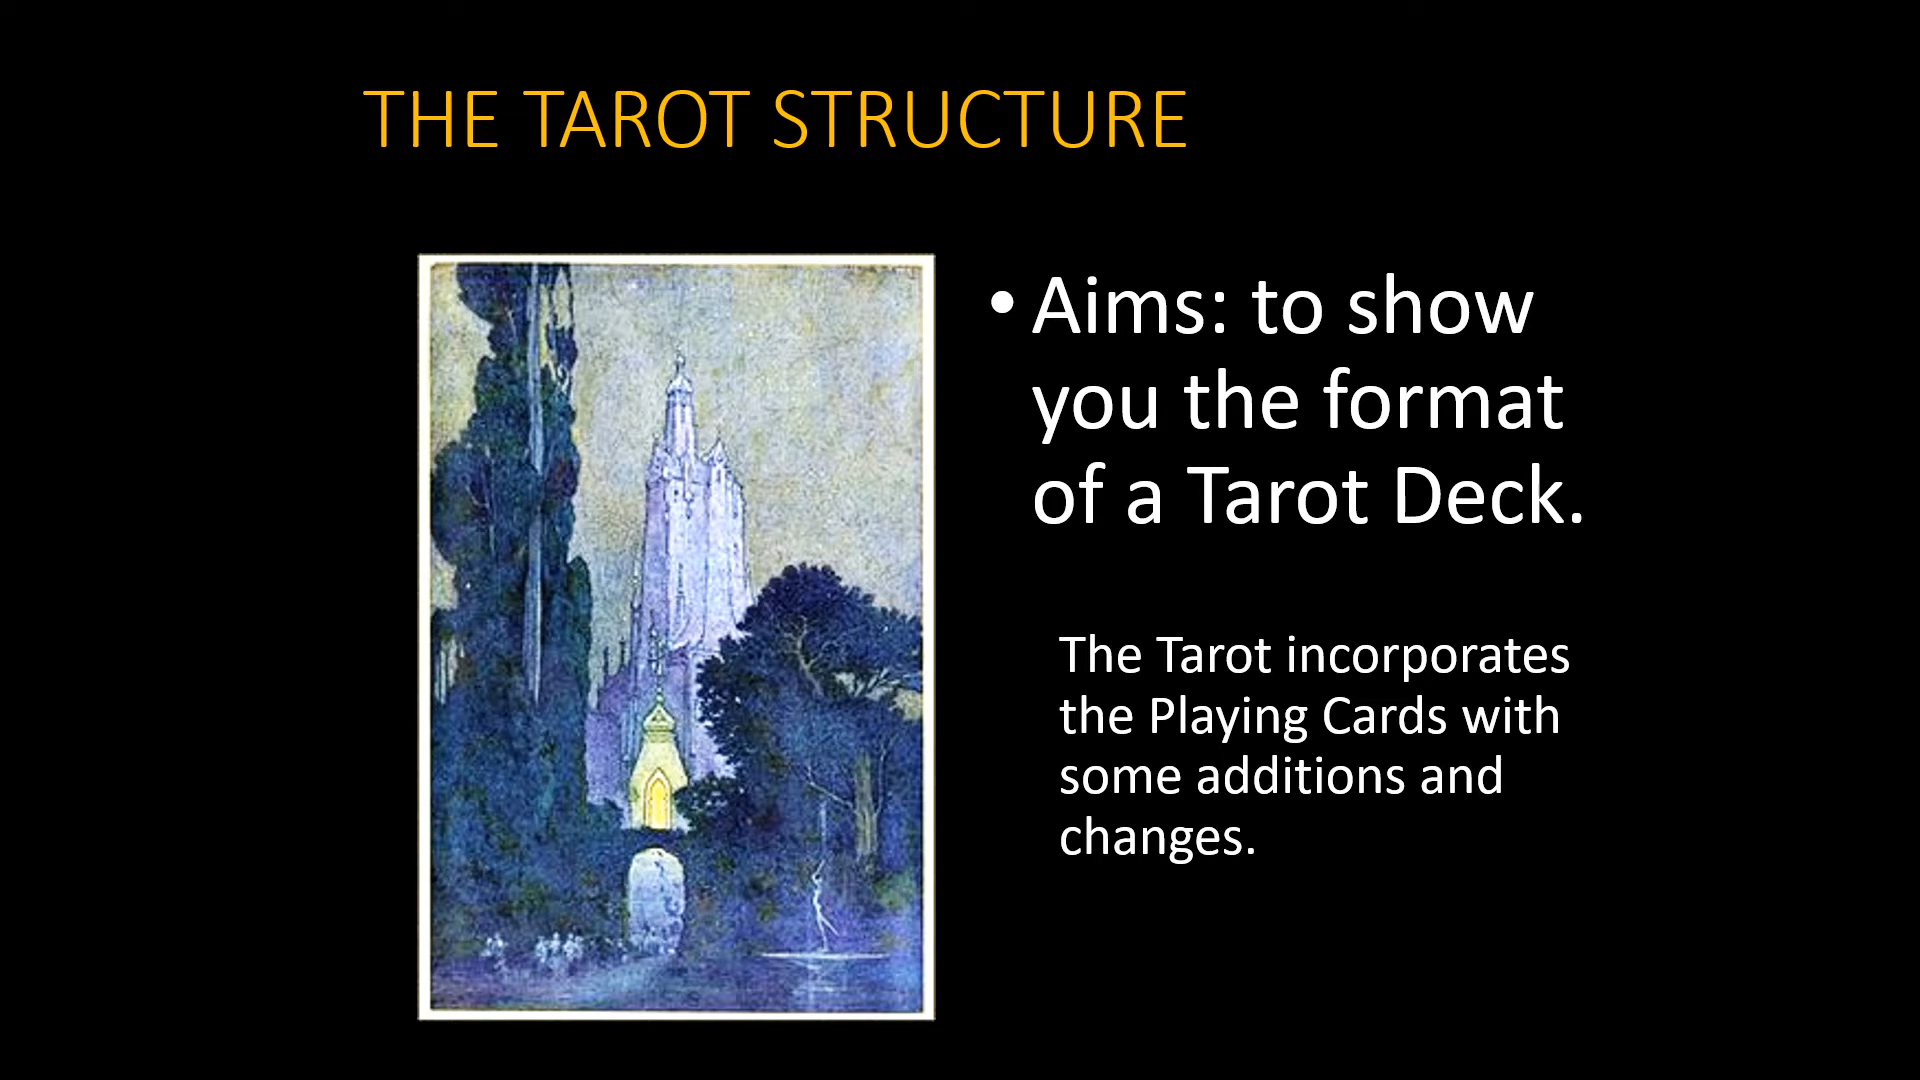 THE TAROT STRUCTURE
• Aims: to show
you the format
of a Tarot Deck.
The Tarot incorporates
the Playing Cards with
some additions and
changes.